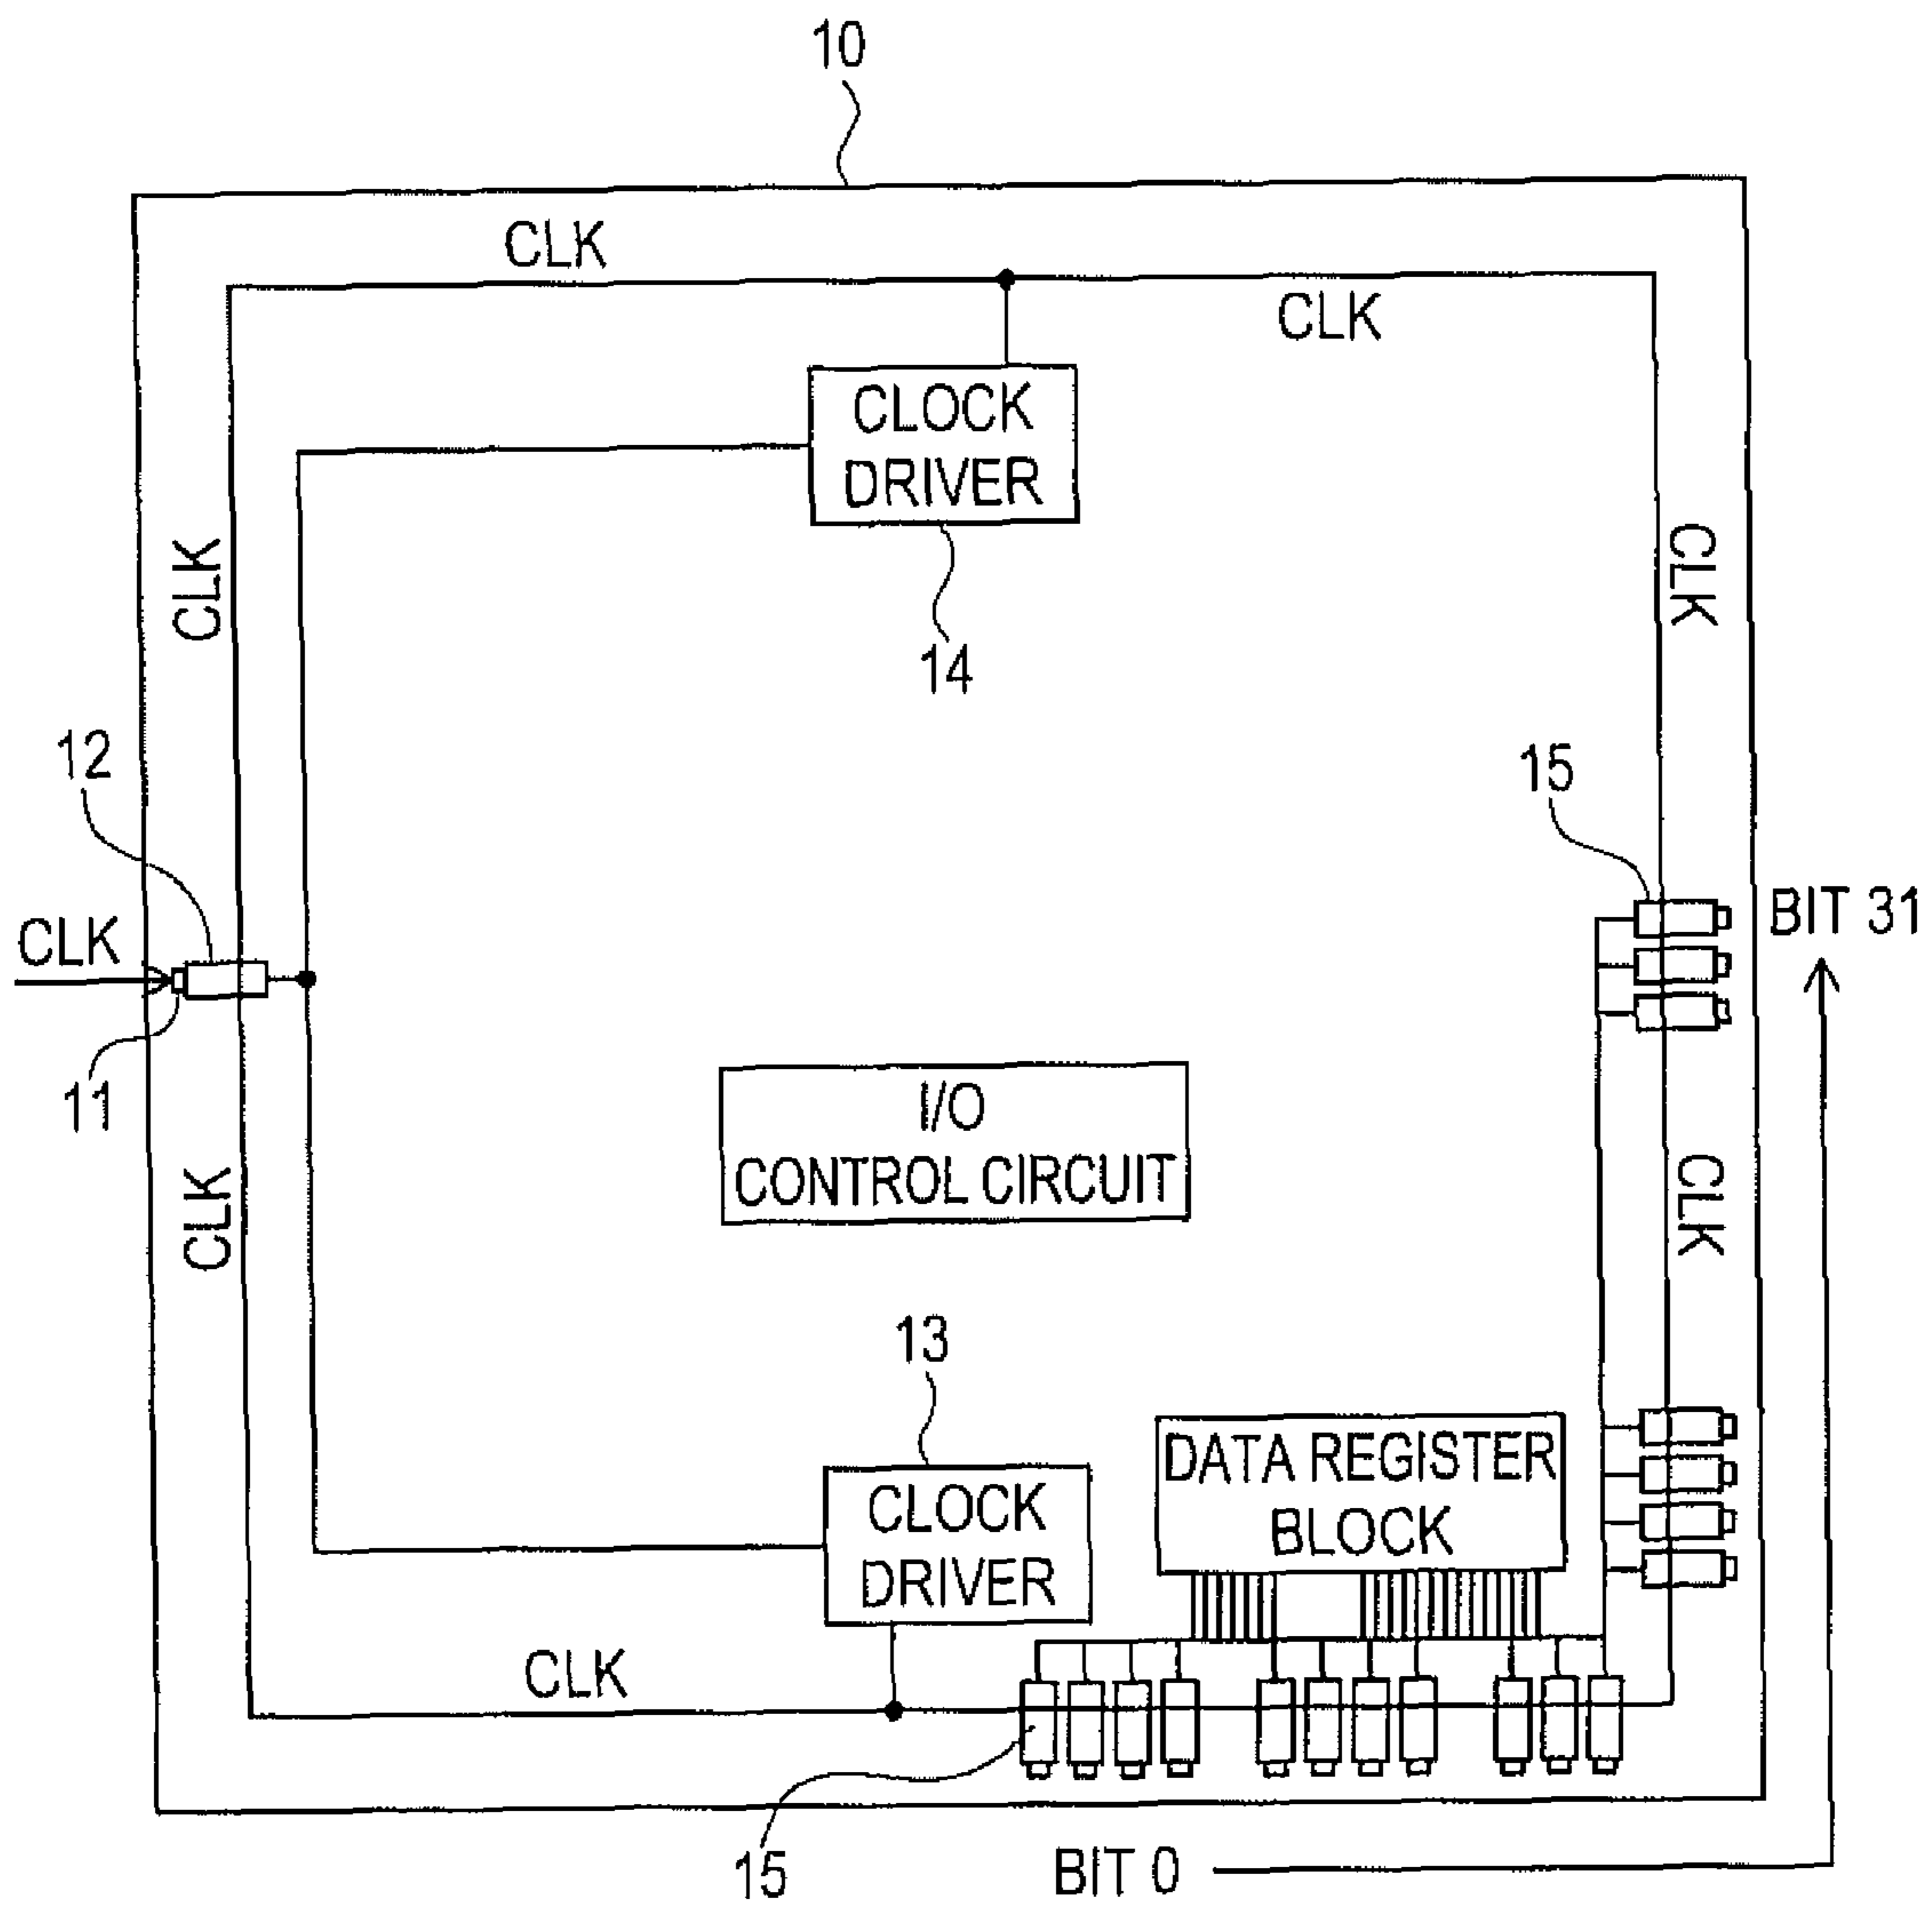 10
CLK
CLK
CLOCK
DRIVER
14
CLK
CLK
12
15
CLK
BIT 31
11
I/O
CONTROL CIRCUIT
CLK
CLK
13
CLOCK
DRIVER
DATA REGISTER
BLOCK
CLK
15
BIT 0